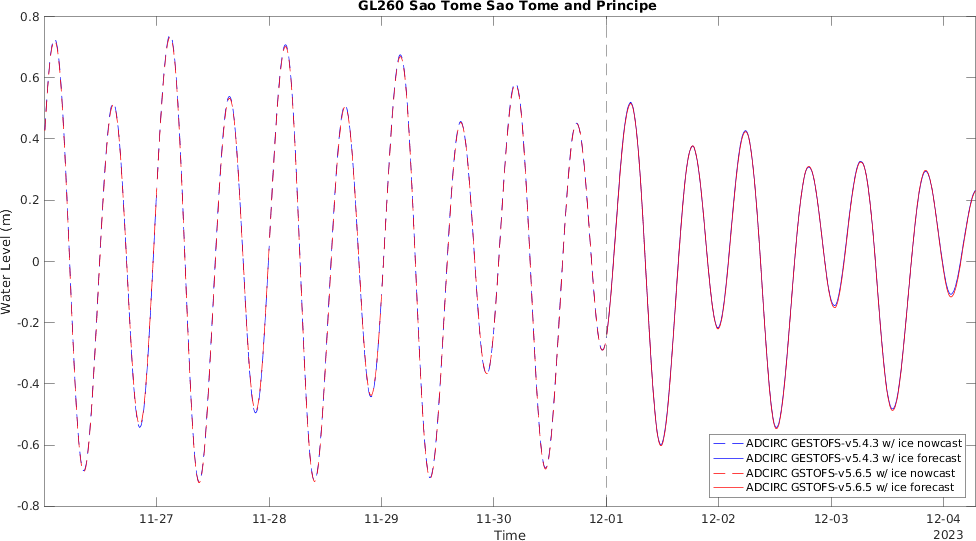 GL260 Sao Tome Sao Tome and Principe
Water Level (m)
0.8
0.6
0.4
0.2
0
-0.2
-0.4
-0.6
-0.8
ADCIRC GESTOFS-v5.4.3 w/ ice nowcast
ADCIRC GESTOFS-v5.4.3 w/ ice forecast
ADCIRC GSTOFS-v5.6.5 w/ ice nowcast
ADCIRC GSTOFS-v5.6.5 w/ ice forecast
11-27 11-28 11-29 11-30 12-01 12-02 12-03 12-04
Time
2023